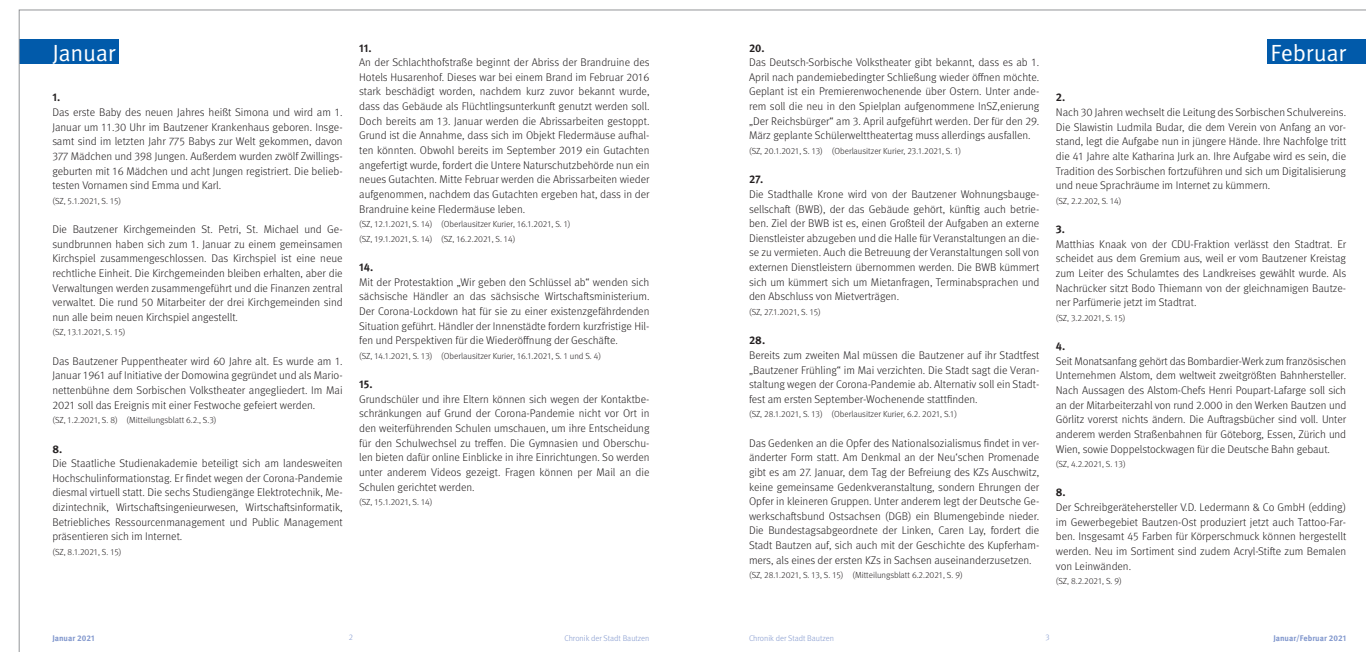 Januar
1.
Das erste Baby des neuen Jahres heißt Simona und wird am 1.
Januar um 11.30 Uhr im Bautzener Krankenhaus geboren. Insge-
samt sind im letzten Jahr 775 Babys zur Welt gekommen, davon
377 Mädchen und 398 Jungen. Außerdem wurden zwölf Zwillings-
geburten mit 16 Mädchen und acht Jungen registriert. Die belieb-
testen Vornamen sind Emma und Karl.
(SZ, 5.1.2021, S. 15)
Die Bautzener Kirchgemeinden St. Petri, St. Michael und Ge-
sundbrunnen haben sich zum 1. Januar zu einem gemeinsamen
Kirchspiel zusammengeschlossen. Das Kirchspiel ist eine neue
rechtliche Einheit. Die Kirchgemeinden bleiben erhalten, aber die
Verwaltungen werden zusammengeführt und die Finanzen zentral
verwaltet. Die rund 50 Mitarbeiter der drei Kirchgemeinden sind
nun alle beim neuen Kirchspiel angestellt.
(SZ, 13.1.2021, S. 15)
Das Bautzener Puppentheater wird 60 Jahre alt. Es wurde am 1.
Januar 1961 auf Initiative der Domowina gegründet und als Mario-
nettenbühne dem Sorbischen Volkstheater angegliedert. Im Mai
2021 soll das Ereignis mit einer Festwoche gefeiert werden.
(SZ, 1.2.2021, S. 8) (Mitteilungsblatt 6.2., S.3)
8.
Die Staatliche Studienakademie beteiligt sich am landesweiten
Hochschulinformationstag. Er findet wegen der Corona-Pandemie
diesmal virtuell statt. Die sechs Studiengänge Elektrotechnik, Me-
dizintechnik, Wirtschaftsingenieurwesen, Wirtschaftsinformatik,
Betriebliches Ressourcenmanagement und Public Management
präsentieren sich im Internet.
(SZ, 8.1.2021, S. 15)
11.
An der Schlachthofstraße beginnt der Abriss der Brandruine des
Hotels Husarenhof. Dieses war bei einem Brand im Februar 2016
stark beschädigt worden, nachdem kurz zuvor bekannt wurde,
dass das Gebäude als Flüchtlingsunterkunft genutzt werden soll.
Doch bereits am 13. Januar werden die Abrissarbeiten gestoppt.
Grund ist die Annahme, dass sich im Objekt Fledermäuse aufhal-
ten könnten. Obwohl bereits im September 2019 ein Gutachten
angefertigt wurde, fordert die Untere Naturschutzbehörde nun ein
neues Gutachten. Mitte Februar werden die Abrissarbeiten wieder
aufgenommen, nachdem das Gutachten ergeben hat, dass in der
Brandruine keine Fledermäuse leben.
(SZ, 12.1.2021, S. 14) (Oberlausitzer Kurier, 16.1.2021, S. 1)
(SZ, 19.1.2021, S. 14) (SZ, 16.2.2021, S. 14)
14.
Mit der Protestaktion „Wir geben den Schlüssel ab“ wenden sich
sächsische Händler an das sächsische Wirtschaftsministerium.
Der Corona-Lockdown hat für sie zu einer existenzgefährdenden
Situation geführt. Händler der Innenstädte fordern kurzfristige Hil-
fen und Perspektiven für die Wiederöffnung der Geschäfte.
(SZ, 14.1.2021, S. 13) (Oberlausitzer Kurier, 16.1.2021, S. 1 und S. 4)
15.
Grundschüler und ihre Eltern können sich wegen der Kontaktbe-
schränkungen auf Grund der Corona-Pandemie nicht vor Ort in
den weiterführenden Schulen umschauen, um ihre Entscheidung
für den Schulwechsel zu treffen. Die Gymnasien und Oberschu-
len bieten dafür online Einblicke in ihre Einrichtungen. So werden
unter anderem Videos gezeigt. Fragen können per Mail an die
Schulen gerichtet werden.
(SZ, 15.1.2021, S. 14)
Januar 2021
2
Chronik der Stadt Bautzen
20.
Das Deutsch-Sorbische Volkstheater gibt bekannt, dass es ab 1.
April nach pandemiebedingter Schließung wieder öffnen möchte.
Geplant ist ein Premierenwochenende über Ostern. Unter ande-
rem soll die neu in den Spielplan aufgenommene InSZ,enierung
„Der Reichsbürger“ am 3. April aufgeführt werden. Der für den 29.
März geplante Schülerwelttheatertag muss allerdings ausfallen.
(SZ, 20.1.2021, S. 13) (Oberlausitzer Kurier, 23.1.2021, S. 1)
27.
Die Stadthalle Krone wird von der Bautzener Wohnungsbauge-
sellschaft (BWB), der das Gebäude gehört, künftig auch betrie-
ben. Ziel der BWB ist es, einen Großteil der Aufgaben an externe
Dienstleister abzugeben und die Halle für Veranstaltungen an die-
se zu vermieten. Auch die Betreuung der Veranstaltungen soll von
externen Dienstleistern übernommen werden. Die BWB kümmert
sich um kümmert sich um Mietanfragen, Terminabsprachen und
den Abschluss von Mietverträgen.
(SZ, 27.1.2021, S. 15)
28.
Bereits zum zweiten Mal müssen die Bautzener auf ihr Stadtfest
„Bautzener Frühling“ im Mai verzichten. Die Stadt sagt die Veran-
staltung wegen der Corona-Pandemie ab. Alternativ soll ein Stadt-
fest am ersten September-Wochenende stattfinden.
(SZ, 28.1.2021, S. 13) (Oberlausitzer Kurier, 6.2. 2021, S.1)
Das Gedenken an die Opfer des Nationalsozialismus findet in ver-
änderter Form statt. Am Denkmal an der Neu’schen Promenade
gibt es am 27. Januar, dem Tag der Befreiung des KZs Auschwitz,
keine gemeinsame Gedenkveranstaltung, sondern Ehrungen der
Opfer in kleineren Gruppen. Unter anderem legt der Deutsche Ge-
werkschaftsbund Ostsachsen (DGB) ein Blumengebinde nieder.
Die Bundestagsabgeordnete der Linken, Caren Lay, fordert die
Stadt Bautzen auf, sich auch mit der Geschichte des Kupferham-
mers, als eines der ersten KZs in Sachsen auseinanderzusetzen.
(SZ, 28.1.2021, S. 13, S. 15) (Mitteilungsblatt 6.2.2021, S. 9)
Februar
2.
Nach 30 Jahren wechselt die Leitung des Sorbischen Schulvereins.
Die Slawistin Ludmila Budar, die dem Verein von Anfang an vor-
stand, legt die Aufgabe nun in jüngere Hände. Ihre Nachfolge tritt
die 41 Jahre alte Katharina Jurk an. Ihre Aufgabe wird es sein, die
Tradition des Sorbischen fortzuführen und sich um Digitalisierung
und neue Sprachräume im Internet zu kümmern.
(SZ, 2.2.202, S. 14)
3.
Matthias Knaak von der CDU-Fraktion verlässt den Stadtrat. Er
scheidet aus dem Gremium aus, weil er vom Bautzener Kreistag
zum Leiter des Schulamtes des Landkreises gewählt wurde. Als
Nachrücker sitzt Bodo Thiemann von der gleichnamigen Bautze-
ner Parfümerie jetzt im Stadtrat.
(SZ, 3.2.2021, S. 15)
4.
Seit Monatsanfang gehört das Bombardier-Werk zum französischen
Unternehmen Alstom, dem weltweit zweitgrößten Bahnhersteller.
Nach Aussagen des Alstom-Chefs Henri Poupart-Lafarge soll sich
an der Mitarbeiterzahl von rund 2.000 in den Werken Bautzen und
Görlitz vorerst nichts ändern. Die Auftragsbücher sind voll. Unter
anderem werden Straßenbahnen für Göteborg, Essen, Zürich und
Wien, sowie Doppelstockwagen für die Deutsche Bahn gebaut.
(SZ, 4.2.2021, S. 13)
8.
Der Schreibgerätehersteller V.D. Ledermann & Co GmbH (edding)
im Gewerbegebiet Bautzen-Ost produziert jetzt auch Tattoo-Far-
ben. Insgesamt 45 Farben für Körperschmuck können hergestellt
werden. Neu im Sortiment sind zudem Acryl-Stifte zum Bemalen
von Leinwänden.
(SZ, 8.2.2021, S. 9)
Chronik der Stadt Bautzen
3
Januar/Februar 2021